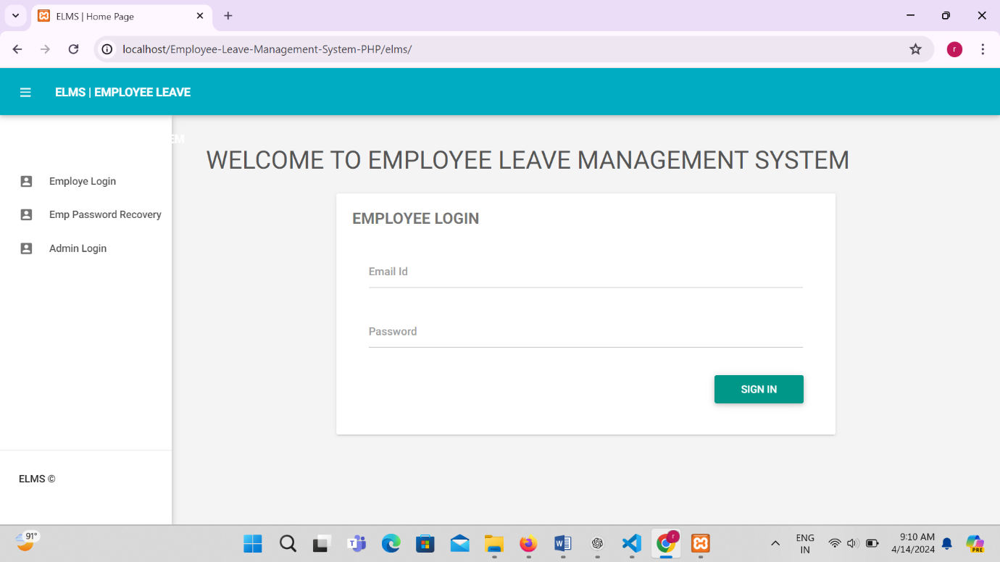 ELMS | Home Page
localhost/Employee-Leave-Management-System-PHP/elms/
r
ELMS | EMPLOYEE LEAVE
EM
WELCOME TO EMPLOYEE LEAVE MANAGEMENT SYSTEM
Employe Login
Emp Password Recovery
Admin Login
EMPLOYEE LOGIN
Email Id
Password
SIGN IN
ELMS ©
91°
T
W
r
ENG
IN
9:10 AM
4/14/2024
PRE